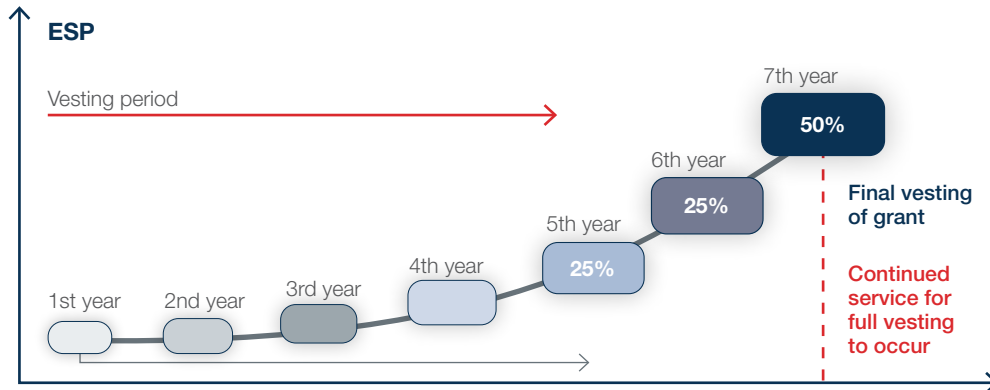 ESP
Vesting period
1st year
2nd year
3rd year
4th year
5th year
25%
6th year
25%
7th year
50%
Final vesting
of grant
Continued
service for
full vesting
to occur